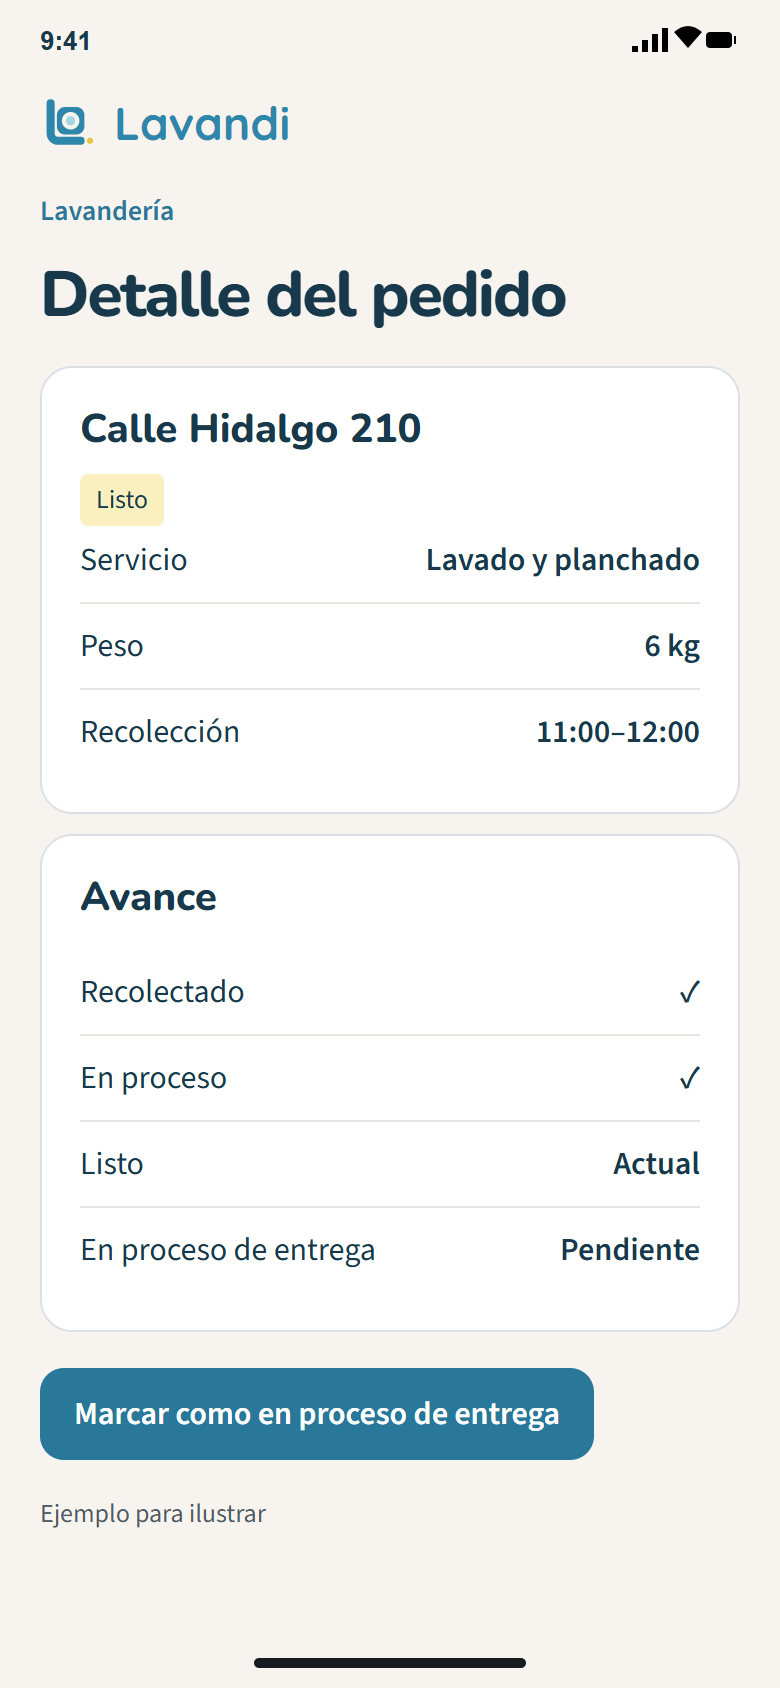 9:41
Lavandi
Lavandería
Detalle del pedido
Calle Hidalgo 210
Listo
Servicio Lavado y planchado
Peso 6 kg
Recolección 11:00–12:00
Avance
Recolectado ✓
En proceso ✓
Listo Actual
En proceso de entrega Pendiente
Marcar como en proceso de entrega
Ejemplo para ilustrar